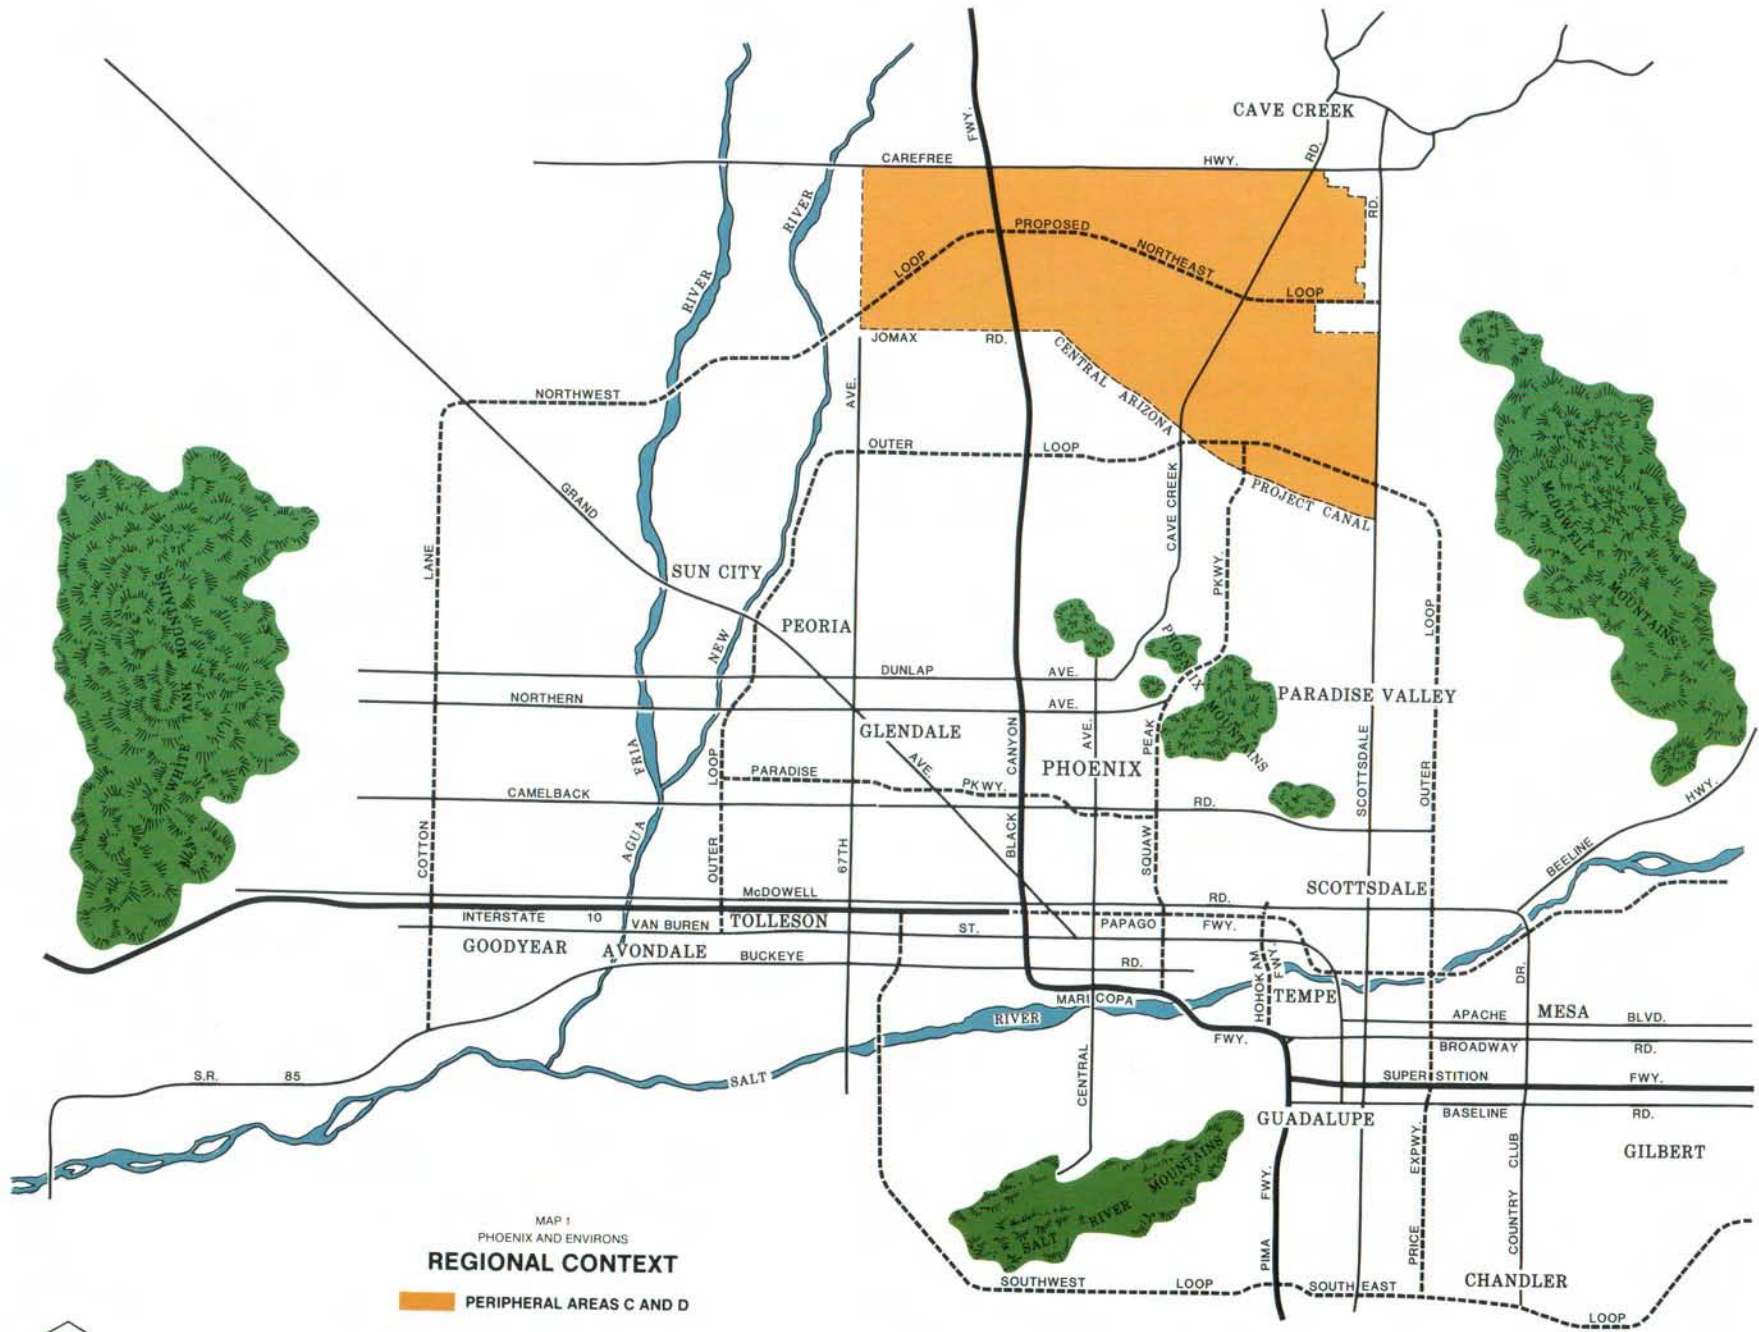 CAVE CREEK
FWY.
CAREFREE
HWY.
RD.
RD.
RIVER
RIVER
PROPOSED
NORTHEAST
LOOP
LOOP
JOMAX
RD.
CENTRAL
ARIZONA
PROJECT CANAL
NORTHWEST
AVE.
OUTER
LOOP
GRAND
LANE
CAVE CREEK
PKWY.
LOOP
McDOWELL
MOUNTAINS
SUN CITY
PEORIA
NEW
WHITE
TANK
MOUNTAINS
DUNLAP
AVE.
NORTHERN
AVE.
PHOENIX
MOUNTAINS
PARADISE VALLEY
GLENDALE
AVE.
PHOENIX
AVE.
PEAK
CANYON
FRIA
LOOP
PARADISE
PKWY.
CAMELBACK
RD.
SCOTTSDALE
OUTER
HWY.
BEELINE
COTTON
AGUA
OUTER
67TH
BLACK
SQUAW
McDOWELL
RD.
SCOTTSDALE
INTERSTATE
10
VAN BUREN
TOLLESON
ST.
PAPAGO
FWY.
GOODYEAR
AVONDALE
BUCKEYE
RD.
HOHOKAM
FWY.
TEMPE
DR.
MARICOPA
FWY.
RIVER
SALT
APACHE
MESA
BLVD.
BROADWAY
RD.
SUPERSTITION
FWY.
BASELINE
RD.
S.R.
85
CENTRAL
GUADALUPE
GILBERT
SALT
RIVER
MOUNTAINS
PIMA
FWY.
PRICE
EXPWY.
COUNTRY
CLUB
SOUTHWEST
LOOP
SOUTHEAST
CHANDLER
LOOP
MAP 1
PHOENIX AND ENVIRONS
REGIONAL CONTEXT
PERIPHERAL AREAS C AND D